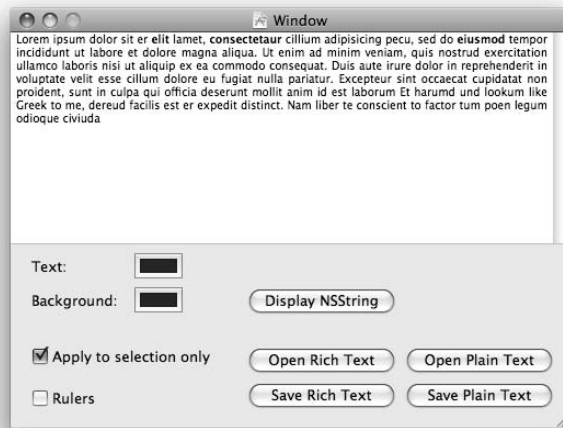 Window
Lorem ipsum dolor sit er elit lamet, consectetaur cillium adipisicing pecu, sed do eiusmod tempor
incididunt ut labore et dolore magna aliqua. Ut enim ad minim veniam, quis nostrud exercitation
ullamco laboris nisi ut aliquip ex ea commodo consequat. Duis aute irure dolor in reprehenderit in
voluptate velit esse cillum dolore eu fugiat nulla pariatur. Excepteur sint occaecat cupidatat non
proident, sunt in culpa qui officia deserunt mollit anim id est laborum Et harumd und lookum like
Greek to me, dereud facilis est er expedit distinct. Nam liber te conscient to factor tum poen legum
odioque civiuda
Text:
Background:
Display NSString
Apply to selection only
Open Rich Text
Open Plain Text
Rulers
Save Rich Text
Save Plain Text